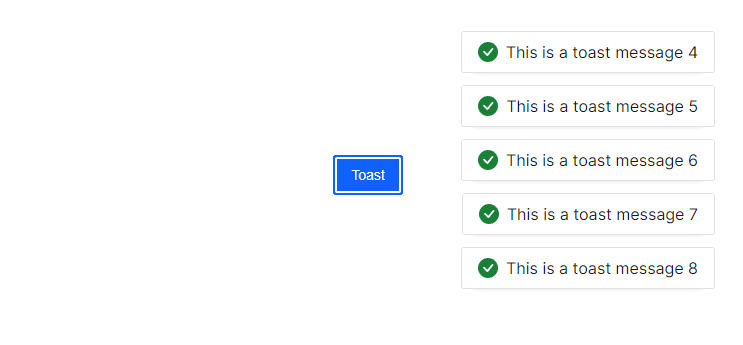 This is a toast message 4
This is a toast message 5
This is a toast message 6
Toast
This is a toast message 7
This is a toast message 8